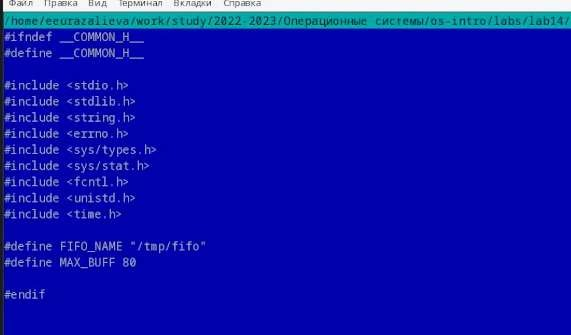 Файл Правка Вид Терминал Вкладки Справка
/home/eeurazalieva/work/study/2022-2023/Операционные системы/os-intro/labs/lab14/
#ifndef __COMMON_H__
#define __COMMON_H__
#include <stdio.h>
#include <stdlib.h>
#include <string.h>
#include <errno.h>
#include <sys/types.h>
#include <sys/stat.h>
#include <fcntl.h>
#include <unistd.h>
#include <time.h>
#define FIFO_NAME "/tmp/fifo"
#define MAX_BUFF 80
#endif